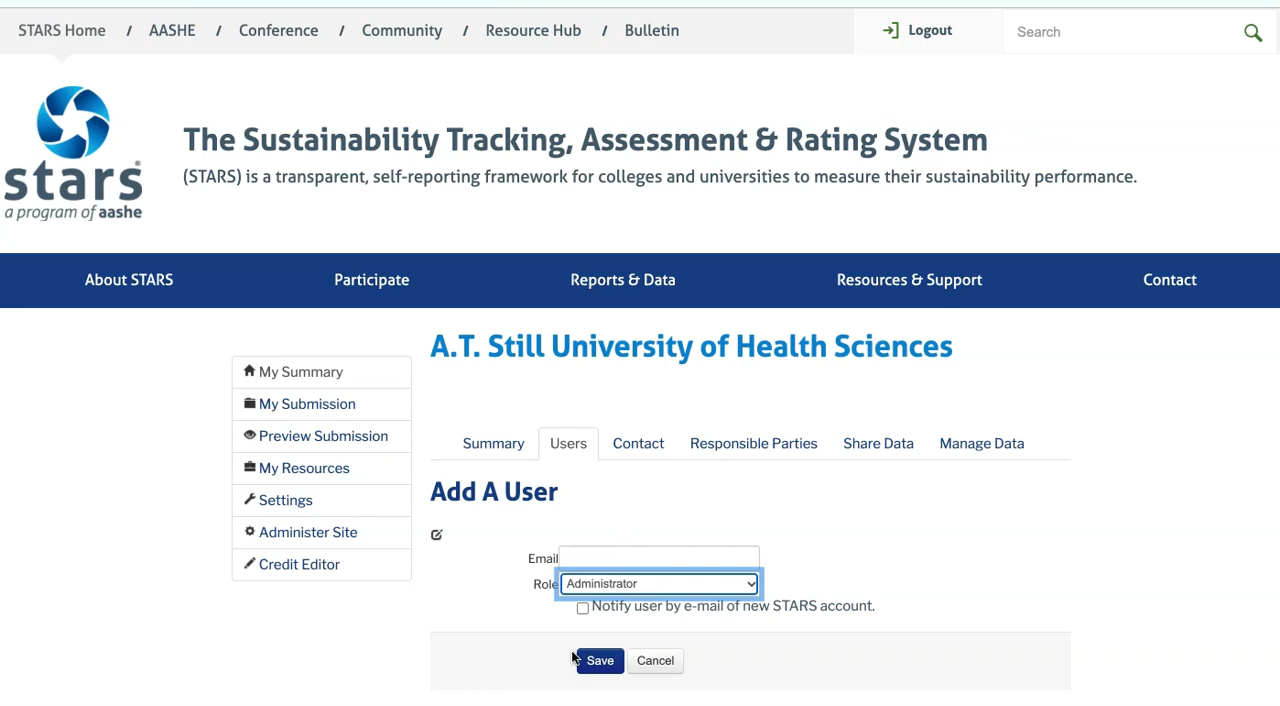 STARS Home / AASHE / Conference / Community / Resource Hub / Bulletin
Logout
Search
stars®
a program of aashe
The Sustainability Tracking, Assessment & Rating System
(STARS) is a transparent, self-reporting framework for colleges and universities to measure their sustainability performance.
About STARS Participate Reports & Data Resources & Support Contact
A.T. Still University of Health Sciences
My Summary
My Submission
Preview Submission
My Resources
Settings
Administer Site
Credit Editor
Summary Users Contact Responsible Parties Share Data Manage Data
Add A User
Email
Role Administrator
Notify user by e-mail of new STARS account.
Save Cancel